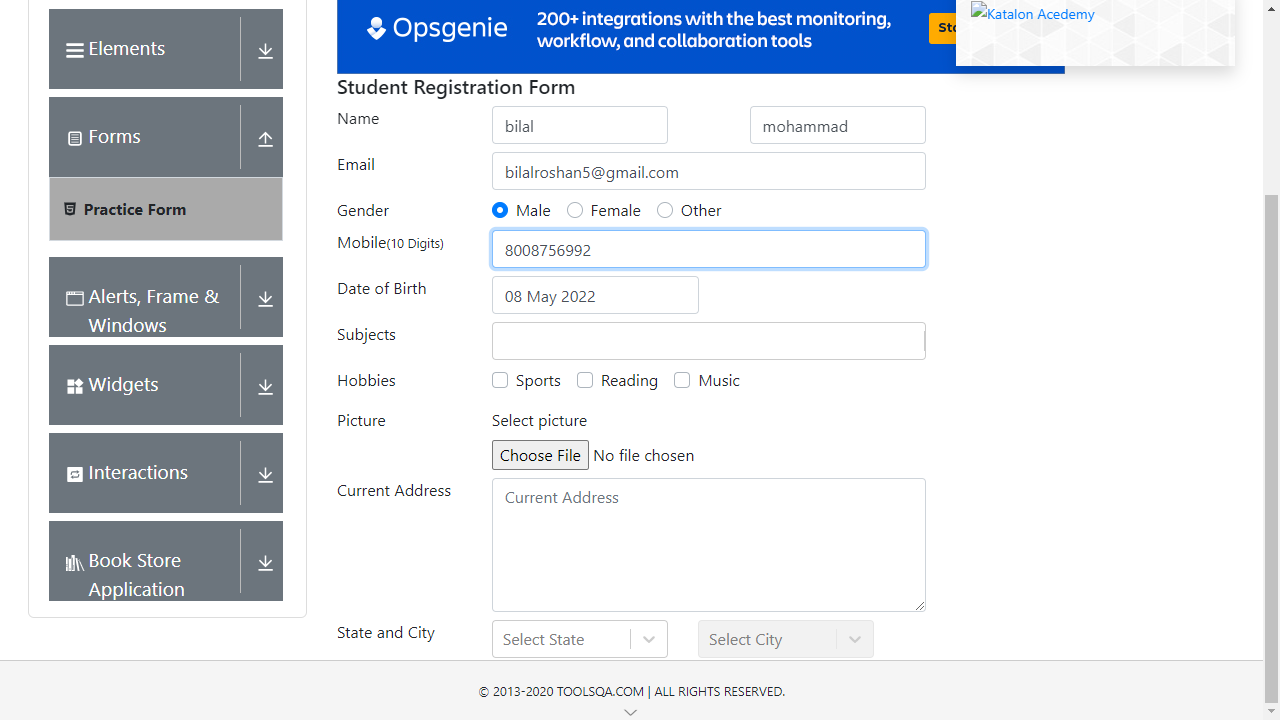 Elements
Forms
Practice Form
Alerts, Frame &
Windows
Widgets
Interactions
Book Store
Application
Opsgenie
200+ integrations with the best monitoring,
workflow, and collaboration tools
Katalon Acedemy
Student Registration Form
Name bilal mohammad
Email bilalroshan5@gmail.com
Gender Male Female Other
Mobile(10 Digits) 8008756992
Date of Birth 08 May 2022
Subjects
Hobbies Sports Reading Music
Picture Select picture
Choose File No file chosen
Current Address Current Address
State and City Select State Select City
© 2013-2020 TOOLSQA.COM | ALL RIGHTS RESERVED.